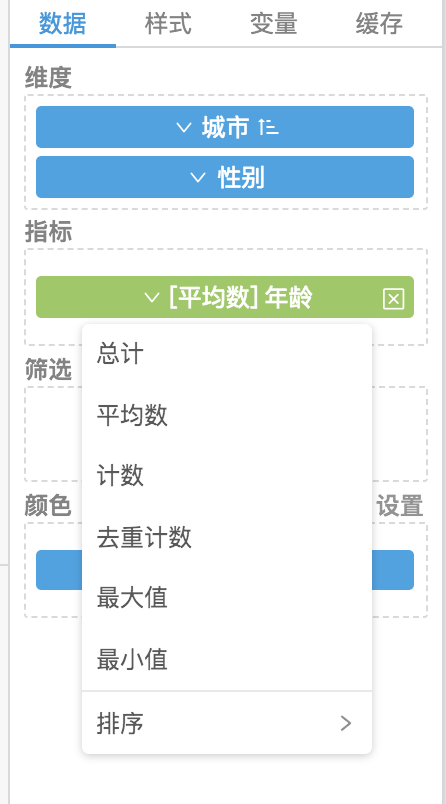 数据 样式 变量 缓存
维度
城市
性别
指标
[平均数] 年龄
总计
筛选
平均数
计数
颜色 设置
去重计数
最大值
最小值
排序